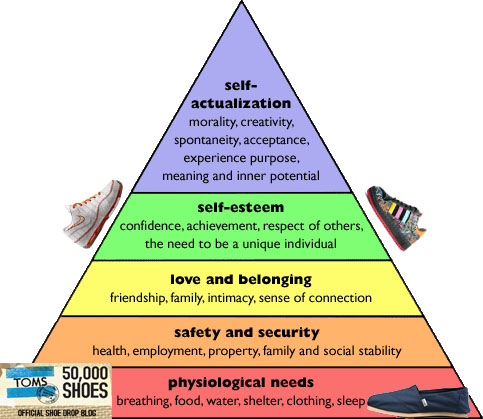 self-
actualization
morality, creativity,
spontaneity, acceptance,
experience purpose,
meaning and inner potential
self-esteem
confidence, achievement, respect of others,
the need to be a unique individual
love and belonging
friendship, family, intimacy, sense of connection
safety and security
health, employment, property, family and social stability
physiological needs
breathing, food, water, shelter, clothing, sleep
TOMS
50,000
SHOES
OFFICIAL SHOE DROP BLOG